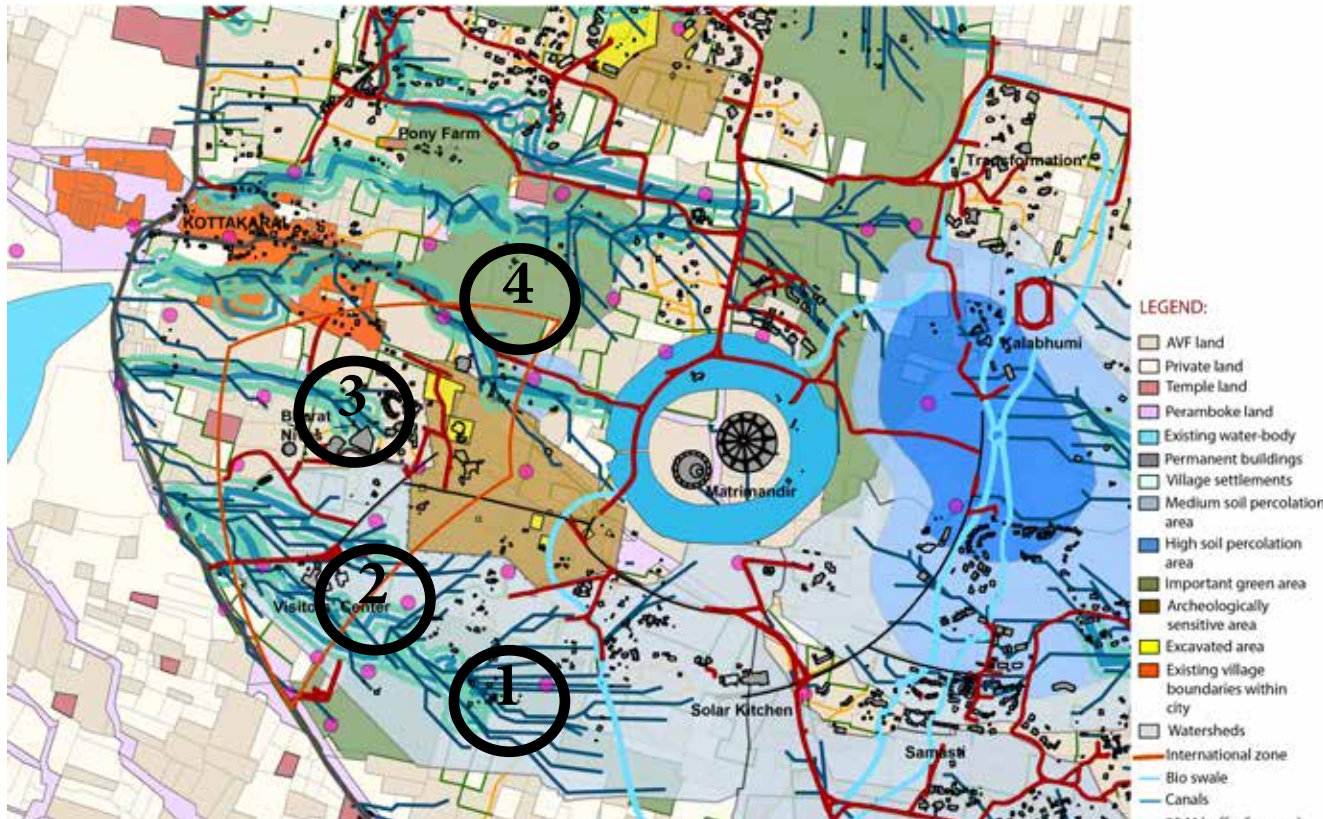 Pony Farm
Transformation
KOTTAKARAI
4
Kalabhumi
3
Bharat
Nivas
Matrimandir
2
Visitors' Center
1
Solar Kitchen
Samasti
LEGEND:
AVF land
Private land
Temple land
Peramboke land
Existing water-body
Permanent buildings
Village settlements
Medium soil percolation
area
High soil percolation
area
Important green area
Archeologically
sensitive area
Excavated area
Existing village
boundaries within
city
Watersheds
International zone
Bio swale
Canals